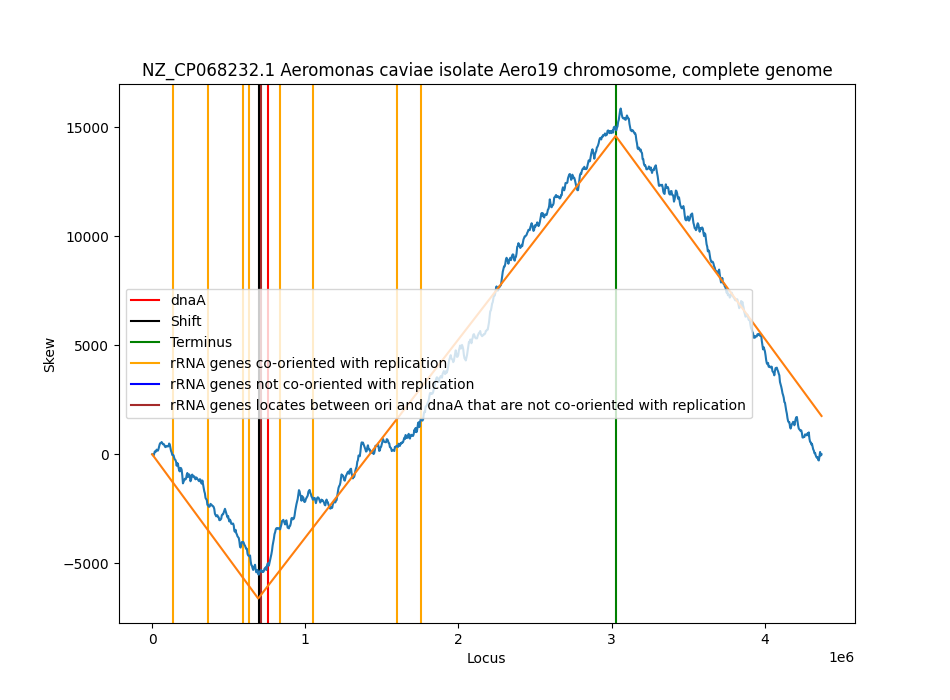 NZ_CP068232.1 Aeromonas caviae isolate Aero19 chromosome, complete genome
15000
10000
5000
0
−5000
Skew
dnaA
Shift
Terminus
rRNA genes co-oriented with replication
rRNA genes not co-oriented with replication
rRNA genes locates between ori and dnaA that are not co-oriented with replication
0 1 2 3 4
1e6
Locus